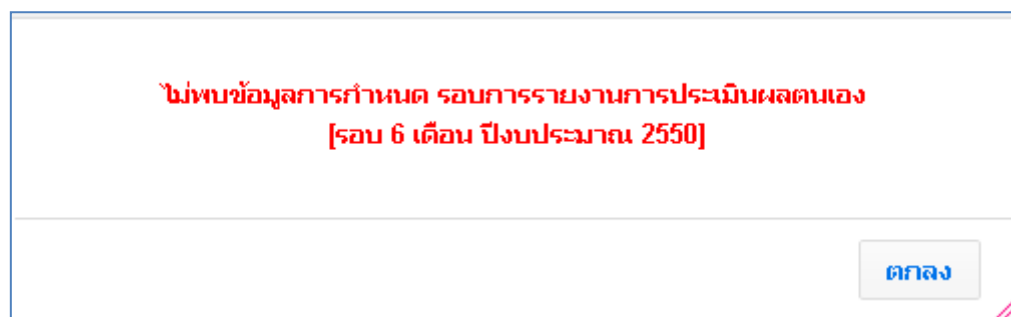 ไม่พบข้อมูลการกำหนด รอบการรายงานการประเมินผลตนเอง
[รอบ 6 เดือน ปีงบประมาณ 2550]
ตกลง